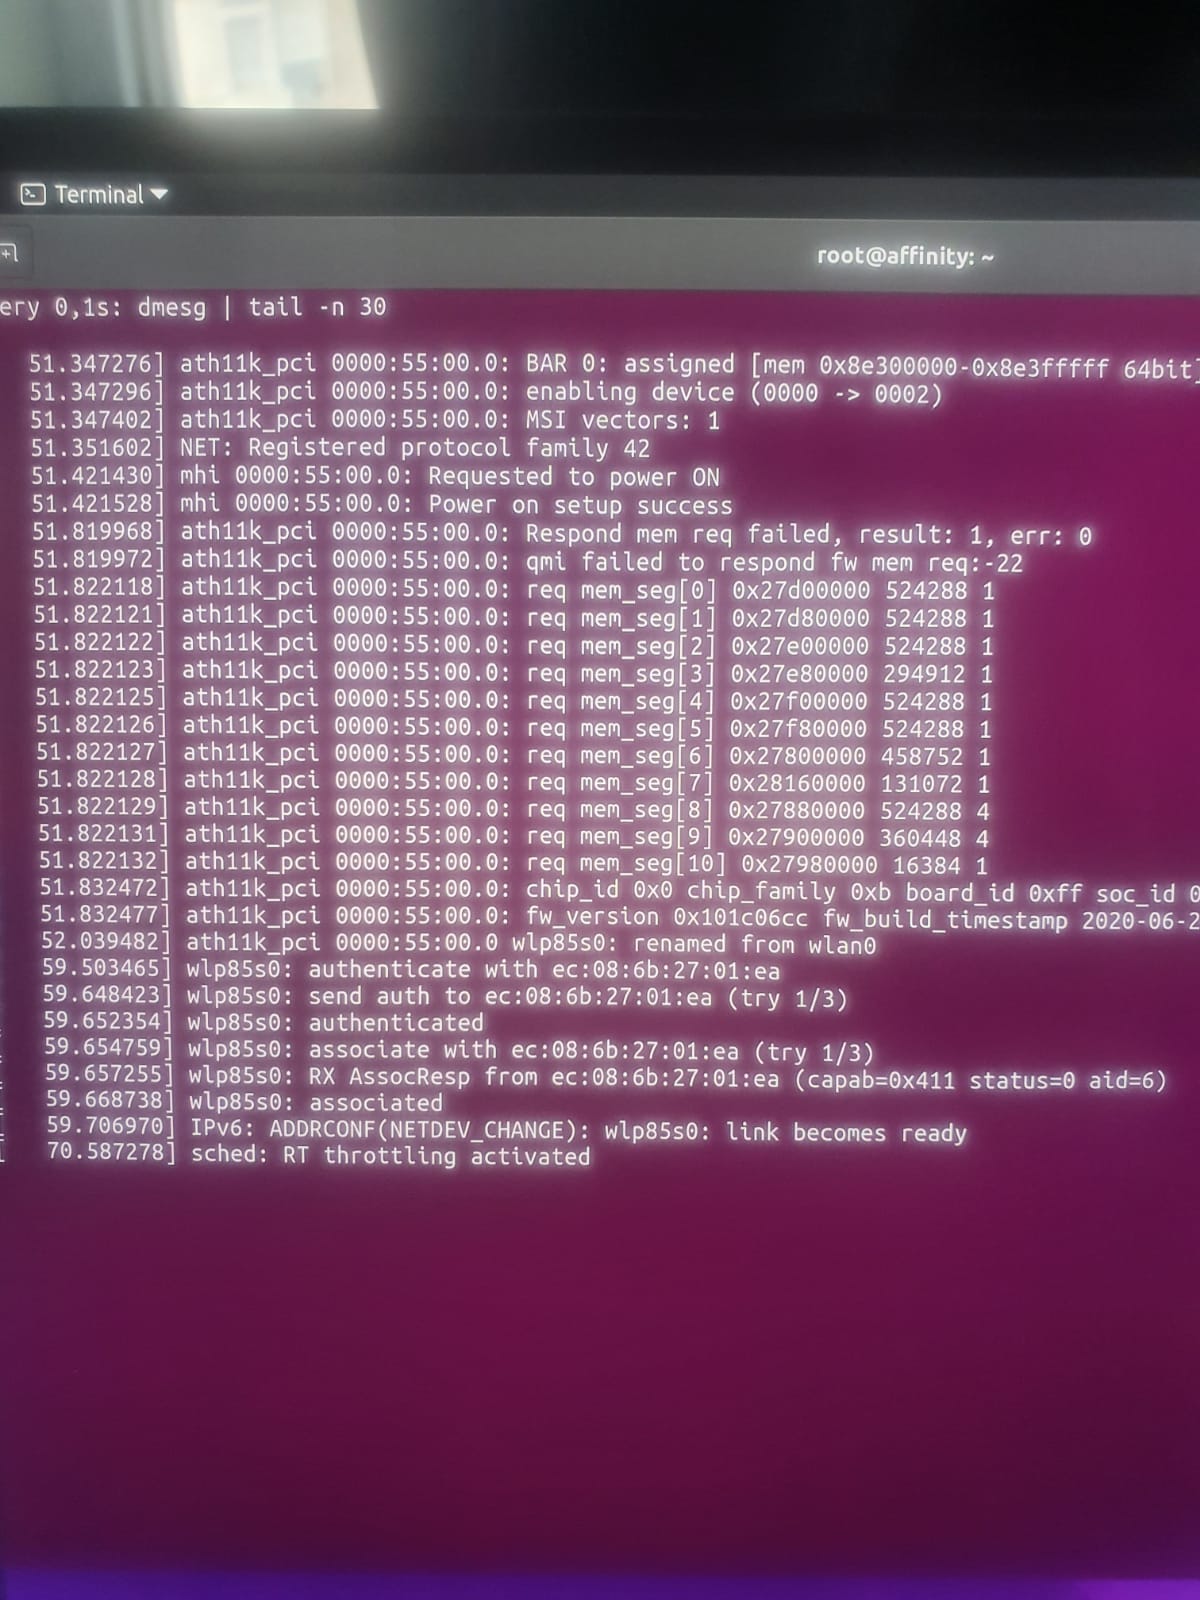 Terminal
root@affinity: ~
ery 0,1s: dmesg | tail -n 30
51.347276] ath11k_pci 0000:55:00.0: BAR 0: assigned [mem 0x8e300000-0x8e3fffff 64bit]
51.347296] ath11k_pci 0000:55:00.0: enabling device (0000 -> 0002)
51.347402] ath11k_pci 0000:55:00.0: MSI vectors: 1
51.351602] NET: Registered protocol family 42
51.421430] mhi 0000:55:00.0: Requested to power ON
51.421528] mhi 0000:55:00.0: Power on setup success
51.819968] ath11k_pci 0000:55:00.0: Respond mem req failed, result: 1, err: 0
51.819972] ath11k_pci 0000:55:00.0: qmi failed to respond fw mem req:-22
51.822118] ath11k_pci 0000:55:00.0: req mem_seg[0] 0x27d00000 524288 1
51.822121] ath11k_pci 0000:55:00.0: req mem_seg[1] 0x27d80000 524288 1
51.822122] ath11k_pci 0000:55:00.0: req mem_seg[2] 0x27e00000 524288 1
51.822123] ath11k_pci 0000:55:00.0: req mem_seg[3] 0x27e80000 294912 1
51.822125] ath11k_pci 0000:55:00.0: req mem_seg[4] 0x27f00000 524288 1
51.822126] ath11k_pci 0000:55:00.0: req mem_seg[5] 0x27f80000 524288 1
51.822127] ath11k_pci 0000:55:00.0: req mem_seg[6] 0x27800000 458752 1
51.822128] ath11k_pci 0000:55:00.0: req mem_seg[7] 0x28160000 131072 1
51.822129] ath11k_pci 0000:55:00.0: req mem_seg[8] 0x27880000 524288 4
51.822131] ath11k_pci 0000:55:00.0: req mem_seg[9] 0x27900000 360448 4
51.822132] ath11k_pci 0000:55:00.0: req mem_seg[10] 0x27980000 16384 1
51.832472] ath11k_pci 0000:55:00.0: chip_id 0x0 chip_family 0xb board_id 0xff soc_id 0
51.832477] ath11k_pci 0000:55:00.0: fw_version 0x101c06cc fw_build_timestamp 2020-06-2
52.039482] ath11k_pci 0000:55:00.0 wlp85s0: renamed from wlan0
59.503465] wlp85s0: authenticate with ec:08:6b:27:01:ea
59.648423] wlp85s0: send auth to ec:08:6b:27:01:ea (try 1/3)
59.652354] wlp85s0: authenticated
59.654759] wlp85s0: associate with ec:08:6b:27:01:ea (try 1/3)
59.657255] wlp85s0: RX AssocResp from ec:08:6b:27:01:ea (capab=0x411 status=0 aid=6)
59.668738] wlp85s0: associated
59.706970] IPv6: ADDRCONF(NETDEV_CHANGE): wlp85s0: link becomes ready
70.587278] sched: RT throttling activated